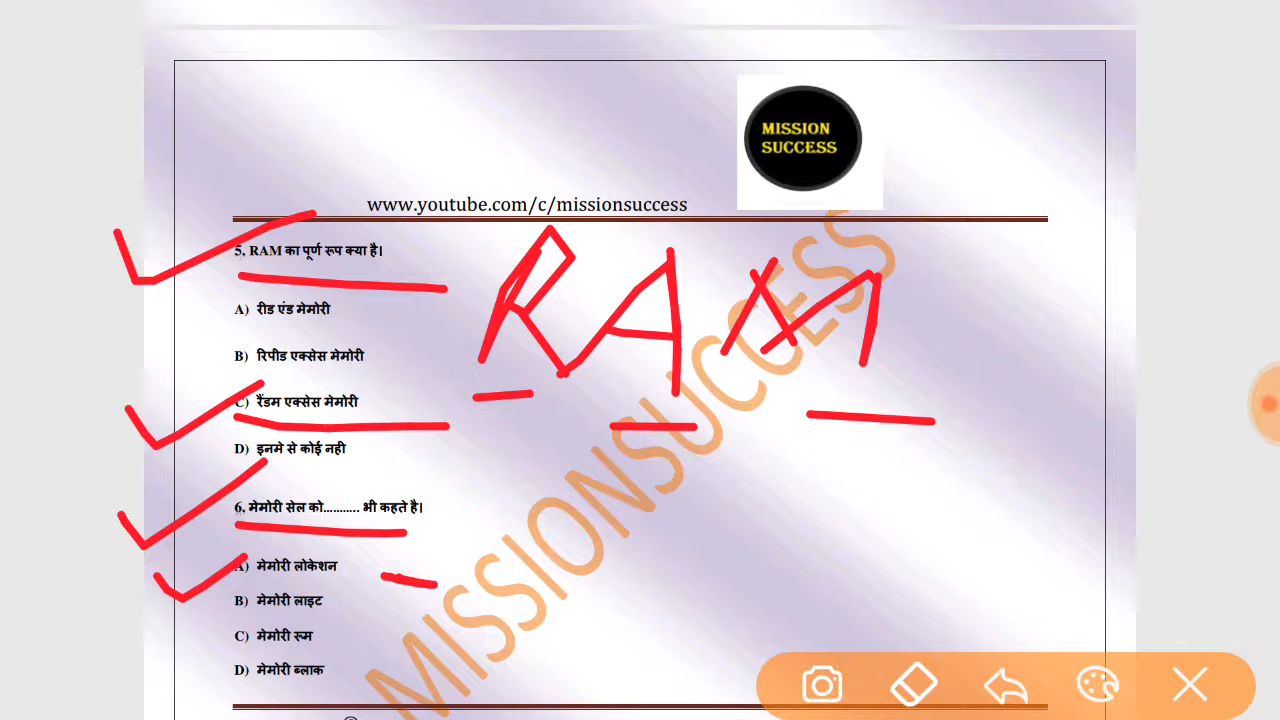 MISSION
SUCCESS
www.youtube.com/c/missionsuccess
5. RAM का पूर्ण रूप क्या है।
A) रीड एंड मेमोरी
B) रिपीड एक्सेस मेमोरी
C) रैंडम एक्सेस मेमोरी
D) इनमे से कोई नही
RAM
6. मेमोरी सेल को........... भी कहते है।
A) मेमोरी लोकेशन
B) मेमोरी लाइट
C) मेमोरी रूम
D) मेमोरी ब्लाक
MISSIONSUCCESS